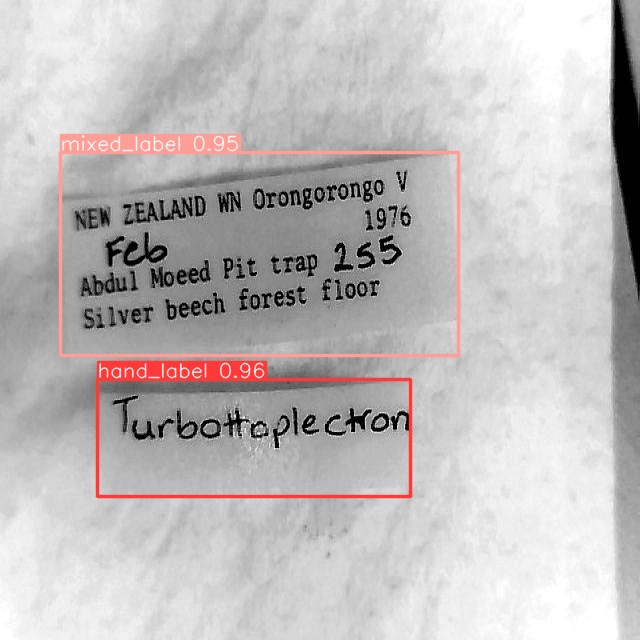 mixed_label 0.95
NEW ZEALAND WN Orongorongo V
1976
Feb
Abdul Moeed Pit trap 255
Silver beech forest floor
hand_label 0.96
Turbottoplectron